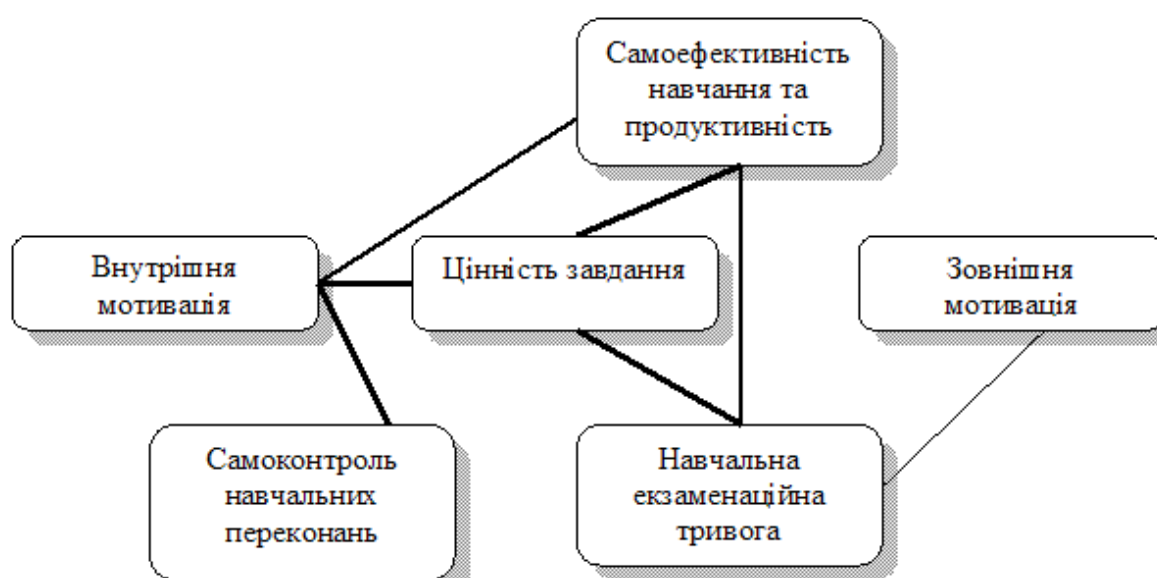 Самоефективність
навчання та
продуктивність
Внутрішня
мотивація
Цінність завдання
Зовнішня
мотивація
Самоконтроль
навчальних
переконань
Навчальна
екзаменаційна
тривога